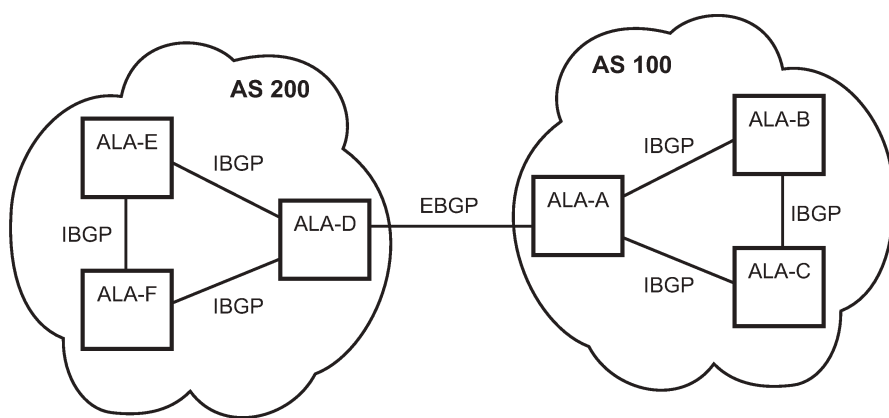 AS 200
AS 100
ALA-E
IBGP
IBGP
ALA-F
IBGP
ALA-D
EBGP
ALA-A
IBGP
ALA-B
IBGP
IBGP
ALA-C